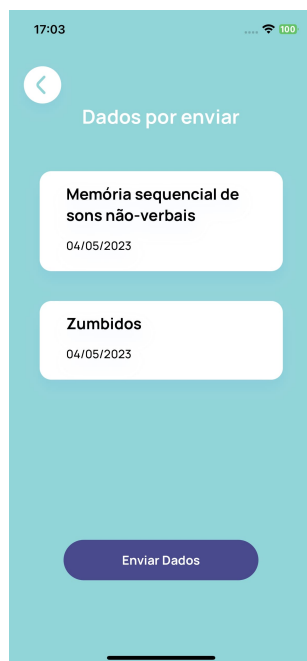 17:03
100
Dados por enviar
Memória sequencial de
sons não-verbais
04/05/2023
Zumbidos
04/05/2023
Enviar Dados